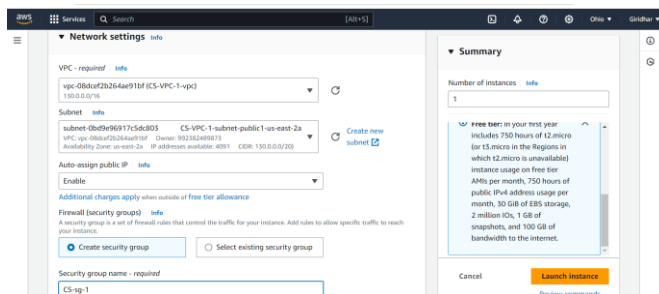 aws
Services
Search
[Alt+S]
Ohio
Giridhar
Network settings Info
VPC - required Info
vpc-08dcef2b264ae91bf (CS-VPC-1-vpc)
130.0.0.0/16
Subnet Info
subnet-0bd9e96917c5dc803 CS-VPC-1-subnet-public1-us-east-2a
VPC: vpc-08dcef2b264ae91bf Owner: 992382489873
Availability Zone: us-east-2a IP addresses available: 4091 CIDR: 130.0.0.0/20)
Create new
subnet
Auto-assign public IP Info
Enable
Additional charges apply when outside of free tier allowance
Firewall (security groups) Info
A security group is a set of firewall rules that control the traffic for your instance. Add rules to allow specific traffic to reach
your instance.
Create security group
Select existing security group
Security group name - required
CS-sg-1
Summary
Number of instances Info
1
Free tier: In your first year
includes 750 hours of t2.micro
(or t3.micro in the Regions in
which t2.micro is unavailable)
instance usage on free tier
AMIs per month, 750 hours of
public IPv4 address usage per
month, 30 GiB of EBS storage,
2 million IOs, 1 GB of
snapshots, and 100 GB of
bandwidth to the internet.
Cancel
Launch instance
Review commands